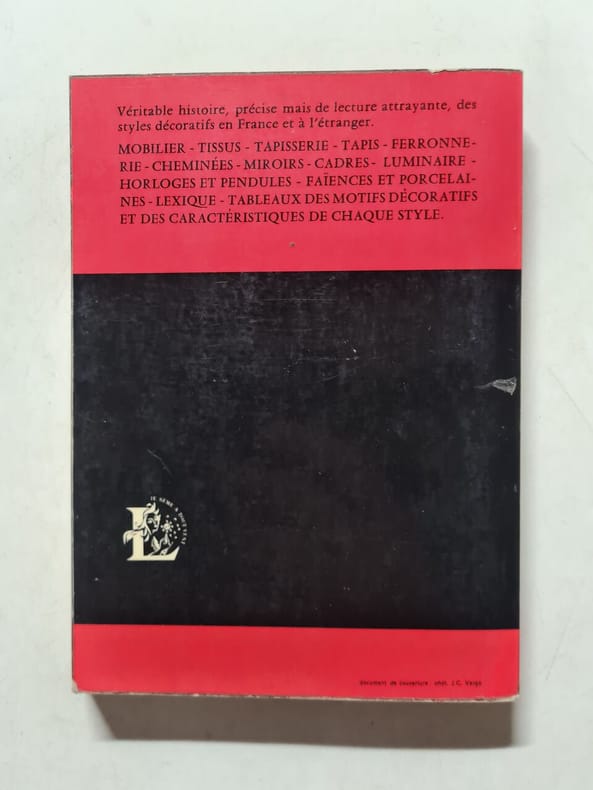 Véritable histoire, précise mais de lecture attrayante, des
styles décoratifs en France et à l'étranger.
MOBILIER - TISSUS - TAPISSERIE - TAPIS - FERRONNE-
RIE - CHEMINÉES - MIROIRS - CADRES - LUMINAIRE -
HORLOGES ET PENDULES - FAÏENCES ET PORCELAI-
NES - LEXIQUE - TABLEAUX DES MOTIFS DÉCORATIFS
ET DES CARACTÉRISTIQUES DE CHAQUE STYLE.
JE SÈME À TOUT VENT
L
document de couverture : phot. J.C. Varga